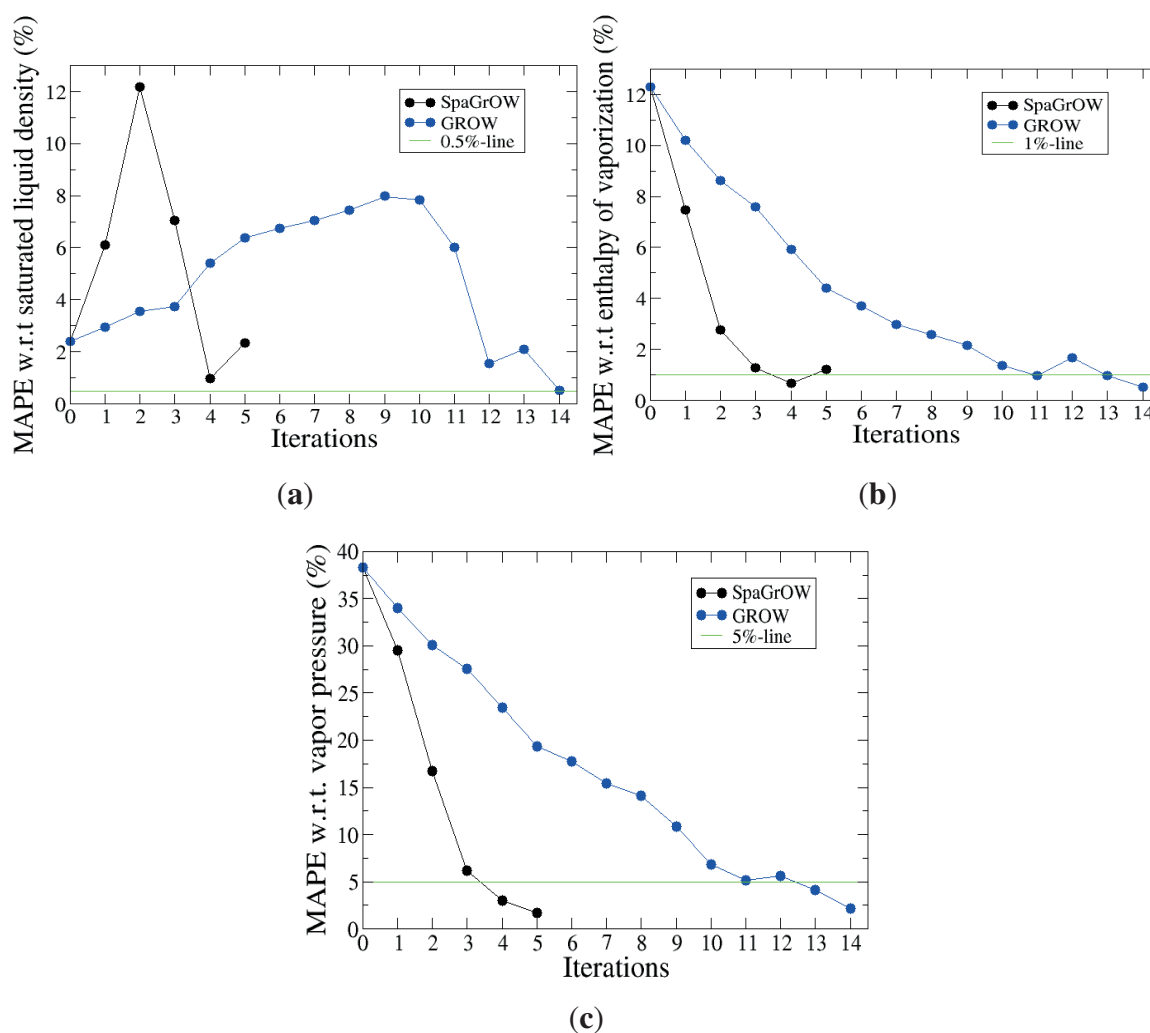 MAPE w.r.t saturated liquid density (%)
12
10
8
6
4
2
0
SpaGrOW
GROW
0.5%-line
0 1 2 3 4 5 6 7 8 9 10 11 12 13 14
Iterations
(a)
MAPE w.r.t enthalpy of vaporization (%)
12
10
8
6
4
2
0
SpaGrOW
GROW
1%-line
0 1 2 3 4 5 6 7 8 9 10 11 12 13 14
Iterations
(b)
MAPE w.r.t. vapor pressure (%)
40
35
30
25
20
15
10
5
0
SpaGrOW
GROW
5%-line
0 1 2 3 4 5 6 7 8 9 10 11 12 13 14
Iterations
(c)